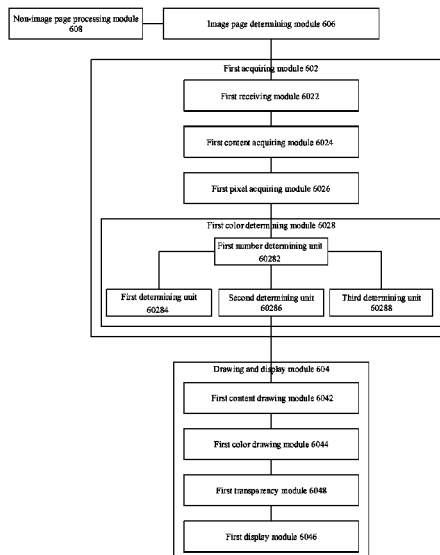 Non-image page processing module
608
Image page determining module 606
First acquiring module 602
First receiving module 6022
First content acquiring module 6024
First pixel acquiring module 6026
First color determining module 6028
First number determining unit
60282
First determining unit
60284
Second determining unit
60286
Third determining unit
60288
Drawing and display module 604
First content drawing module 6042
First color drawing module 6044
First transparency module 6048
First display module 6046